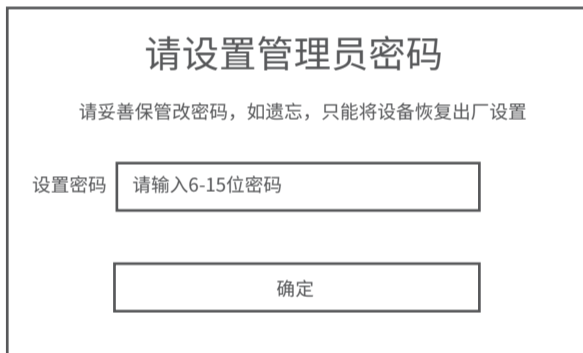 请设置管理员密码
请妥善保管改密码，如遗忘，只能将设备恢复出厂设置
设置密码 请输入6-15位密码
确定